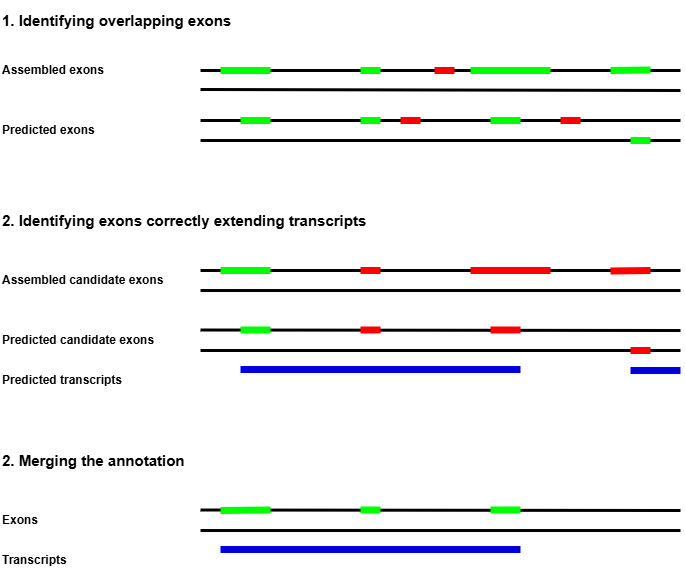 1. Identifying overlapping exons
Assembled exons
Predicted exons
2. Identifying exons correctly extending transcripts
Assembled candidate exons
Predicted candidate exons
Predicted transcripts
2. Merging the annotation
Exons
Transcripts